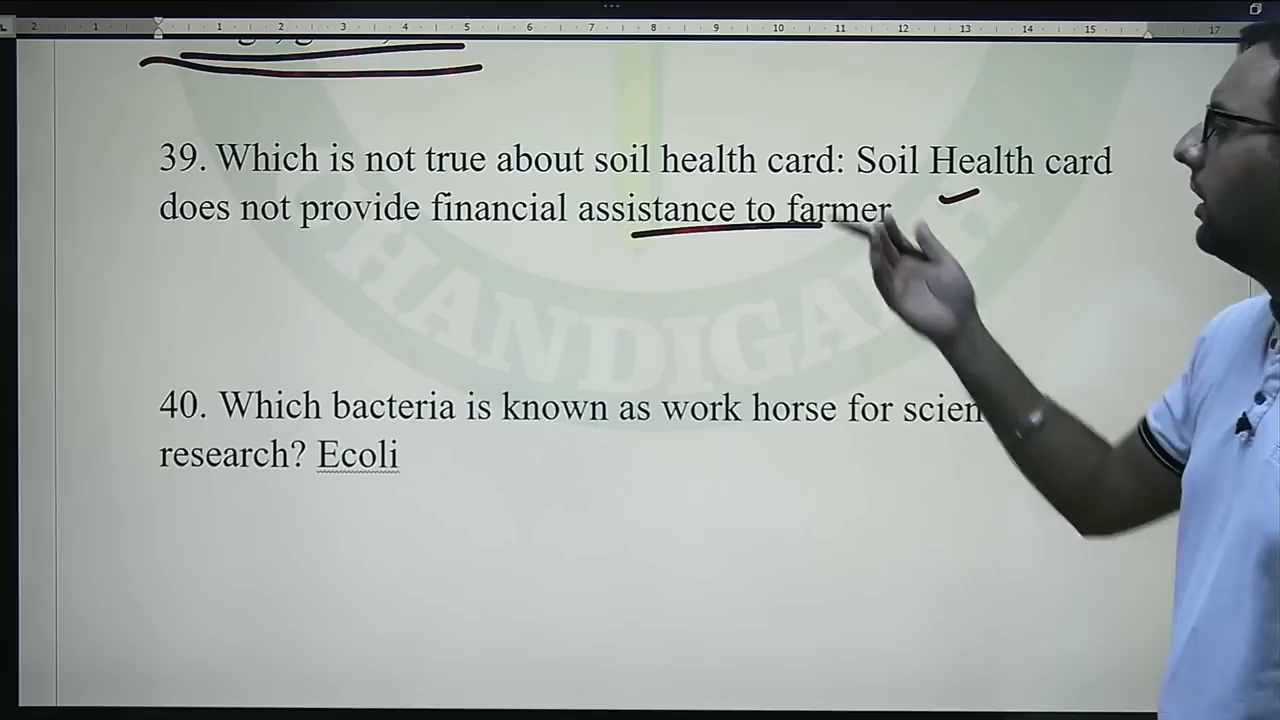 39. Which is not true about soil health card: Soil Health card
does not provide financial assistance to farmer
HANDIGARH
40. Which bacteria is known as work horse for
research? Ecoli